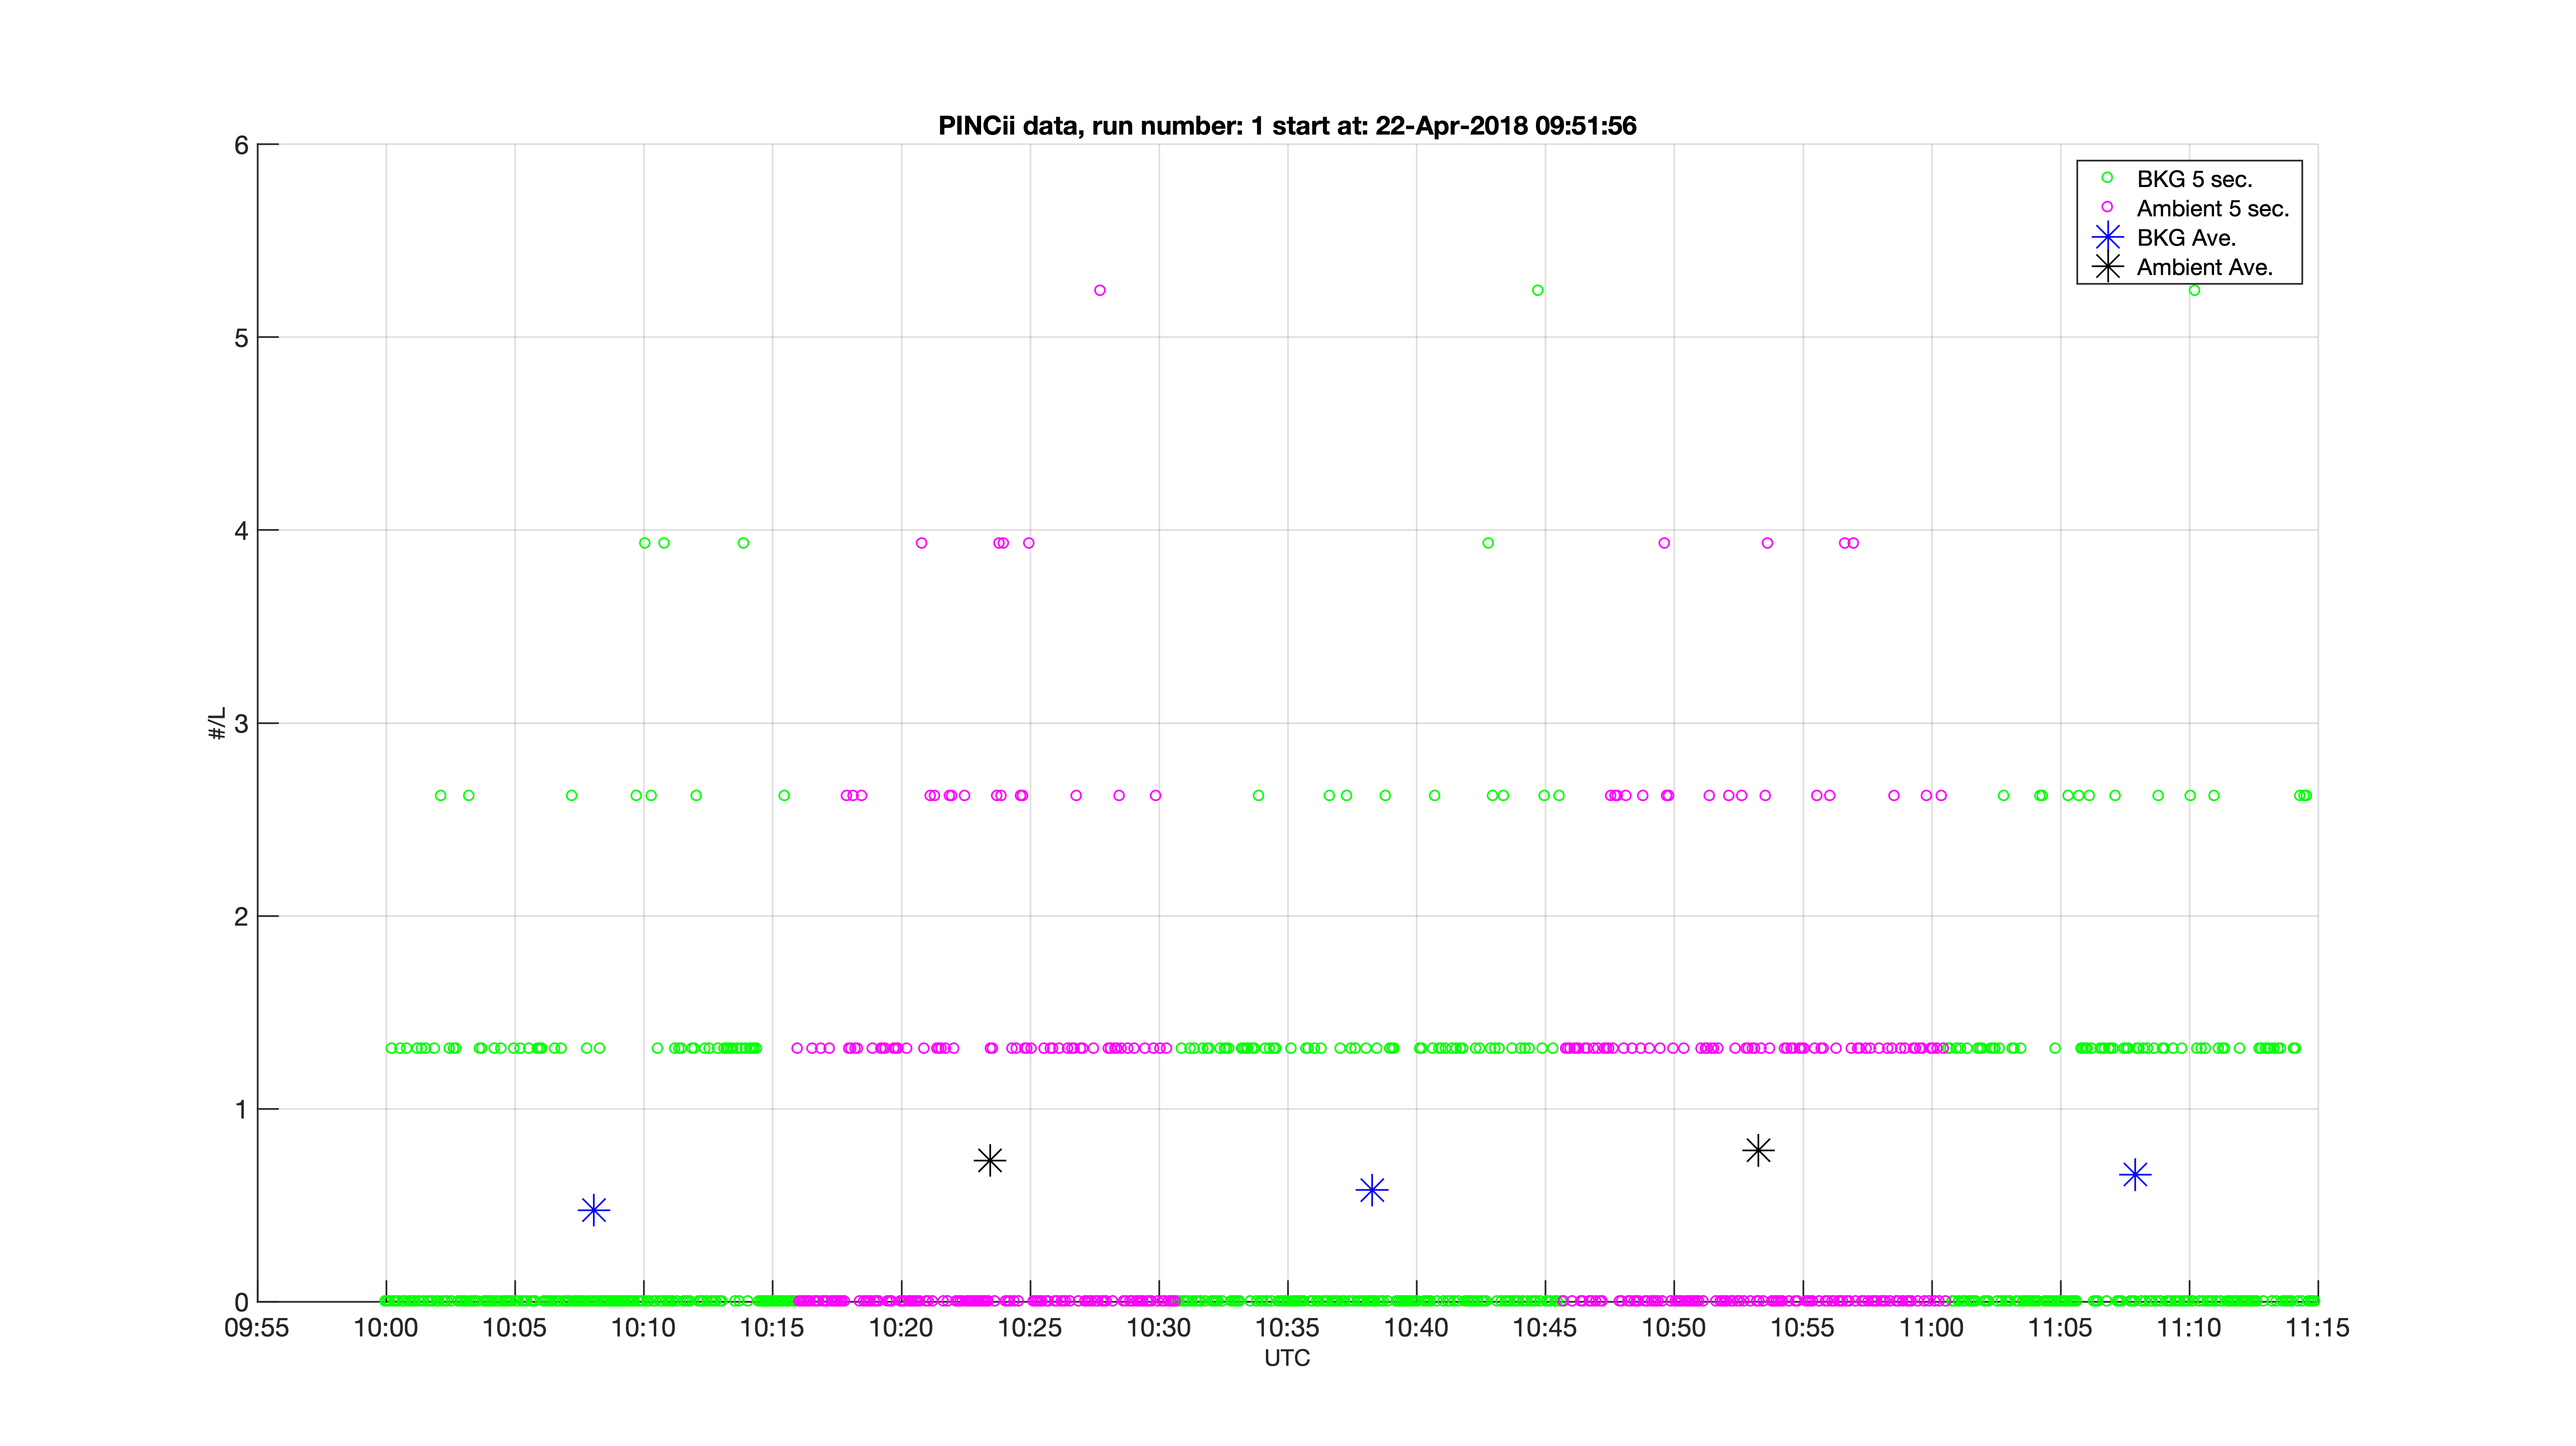 PINCii data, run number: 1 start at: 22-Apr-2018 09:51:56
6
5
4
3
2
1
0
#/L
BKG 5 sec.
Ambient 5 sec.
BKG Ave.
Ambient Ave.
09:55 10:00 10:05 10:10 10:15 10:20 10:25 10:30 10:35 10:40 10:45 10:50 10:55 11:00 11:05 11:10 11:15
UTC